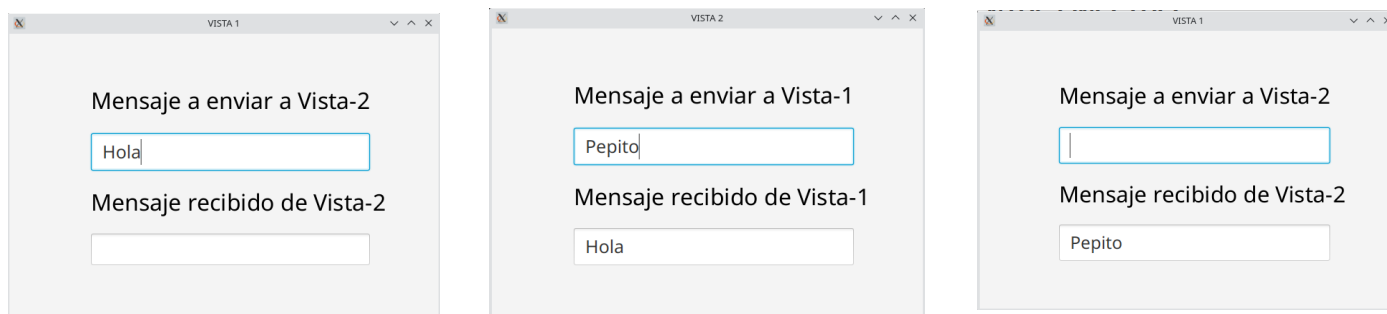 VISTA 1
Mensaje a enviar a Vista-2
Hola
Mensaje recibido de Vista-2
VISTA 2
Mensaje a enviar a Vista-1
Pepito
Mensaje recibido de Vista-1
Hola
VISTA 1
Mensaje a enviar a Vista-2
Mensaje recibido de Vista-2
Pepito